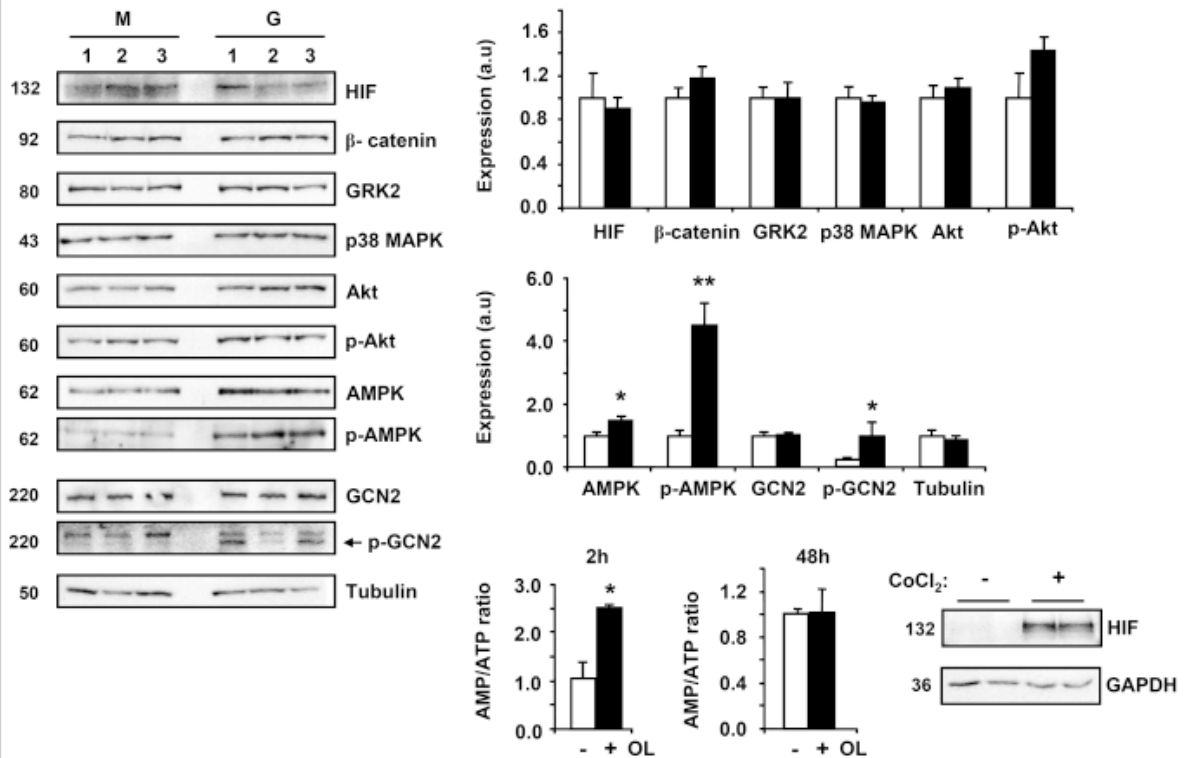 M G
1 2 3 1 2 3
132 HIF
92 β- catenin
80 GRK2
43 p38 MAPK
60 Akt
60 p-Akt
62 AMPK
62 p-AMPK
220 GCN2
220 ← p-GCN2
50 Tubulin
Expression (a.u)
1.6
1.2
0.8
0.4
0.0
HIF β-catenin GRK2 p38 MAPK Akt p-Akt
Expression (a.u)
6.0
4.0
2.0
0.0
* ** *
AMPK p-AMPK GCN2 p-GCN2 Tubulin
2h
AMP/ATP ratio
3.0
2.0
1.0
0.0
*
- + OL
48h
AMP/ATP ratio
1.2
0.8
0.4
0.0
- + OL
CoCl₂: - +
132 HIF
36 GAPDH